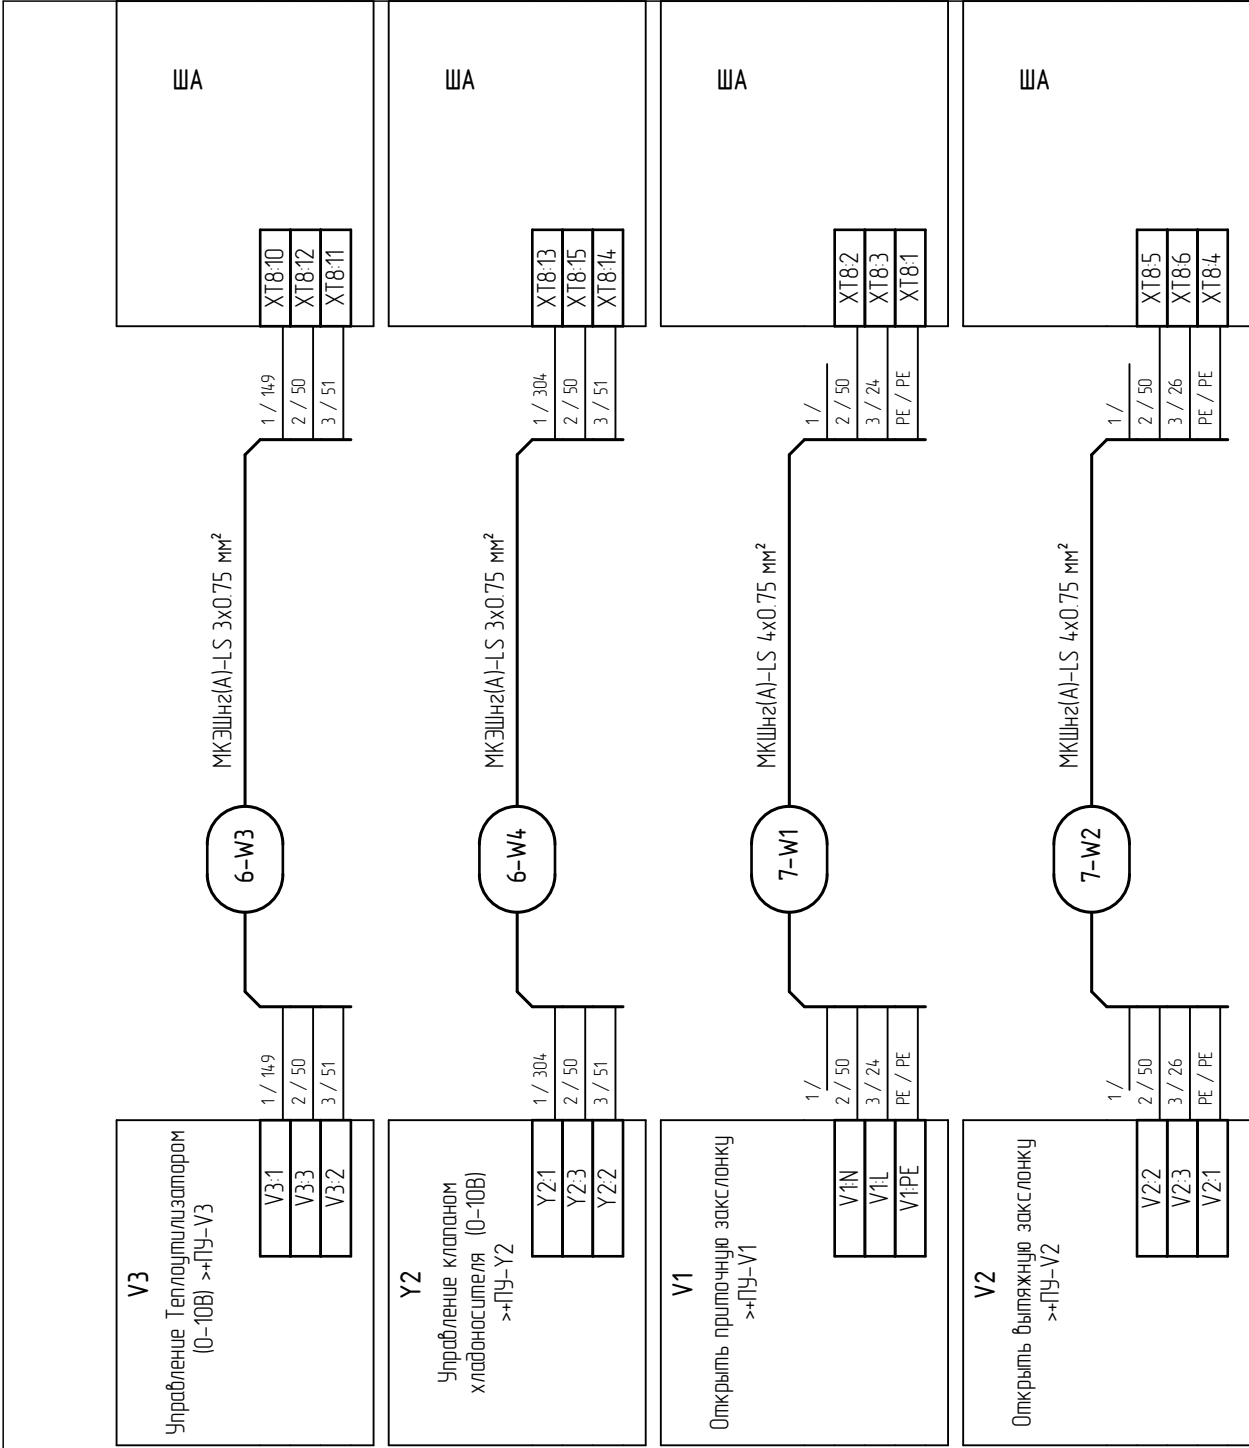 ША
ША
ША
ША
XT8:10
XT8:12
XT8:11
XT8:13
XT8:15
XT8:14
XT8:2
XT8:3
XT8:1
XT8:5
XT8:6
XT8:4
1 / 149
2 / 50
3 / 51
1 / 304
2 / 50
3 / 51
1 /
2 / 50
3 / 24
PE / PE
1 /
2 / 50
3 / 26
PE / PE
МКЭШнг(А)-LS 3x0.75 мм²
МКЭШнг(А)-LS 3x0.75 мм²
МКШнг(А)-LS 4x0.75 мм²
МКШнг(А)-LS 4x0.75 мм²
6-W3
6-W4
7-W1
7-W2
1 / 149
2 / 50
3 / 51
1 / 304
2 / 50
3 / 51
1 /
2 / 50
3 / 24
PE / PE
1 /
2 / 50
3 / 26
PE / PE
V3
Управление Теплоутилизатором
(0-10В) >+ПУ-V3
V3:1
V3:3
V3:2
Y2
Управление клапаном
хладоносителя (0-10В)
>+ПУ-Y2
Y2:1
Y2:3
Y2:2
V1
Открыть приточную закслонку
>+ПУ-V1
V1:N
V1:L
V1:PE
V2
Открыть вытяжную закслонку
>+ПУ-V2
V2:2
V2:3
V2:1